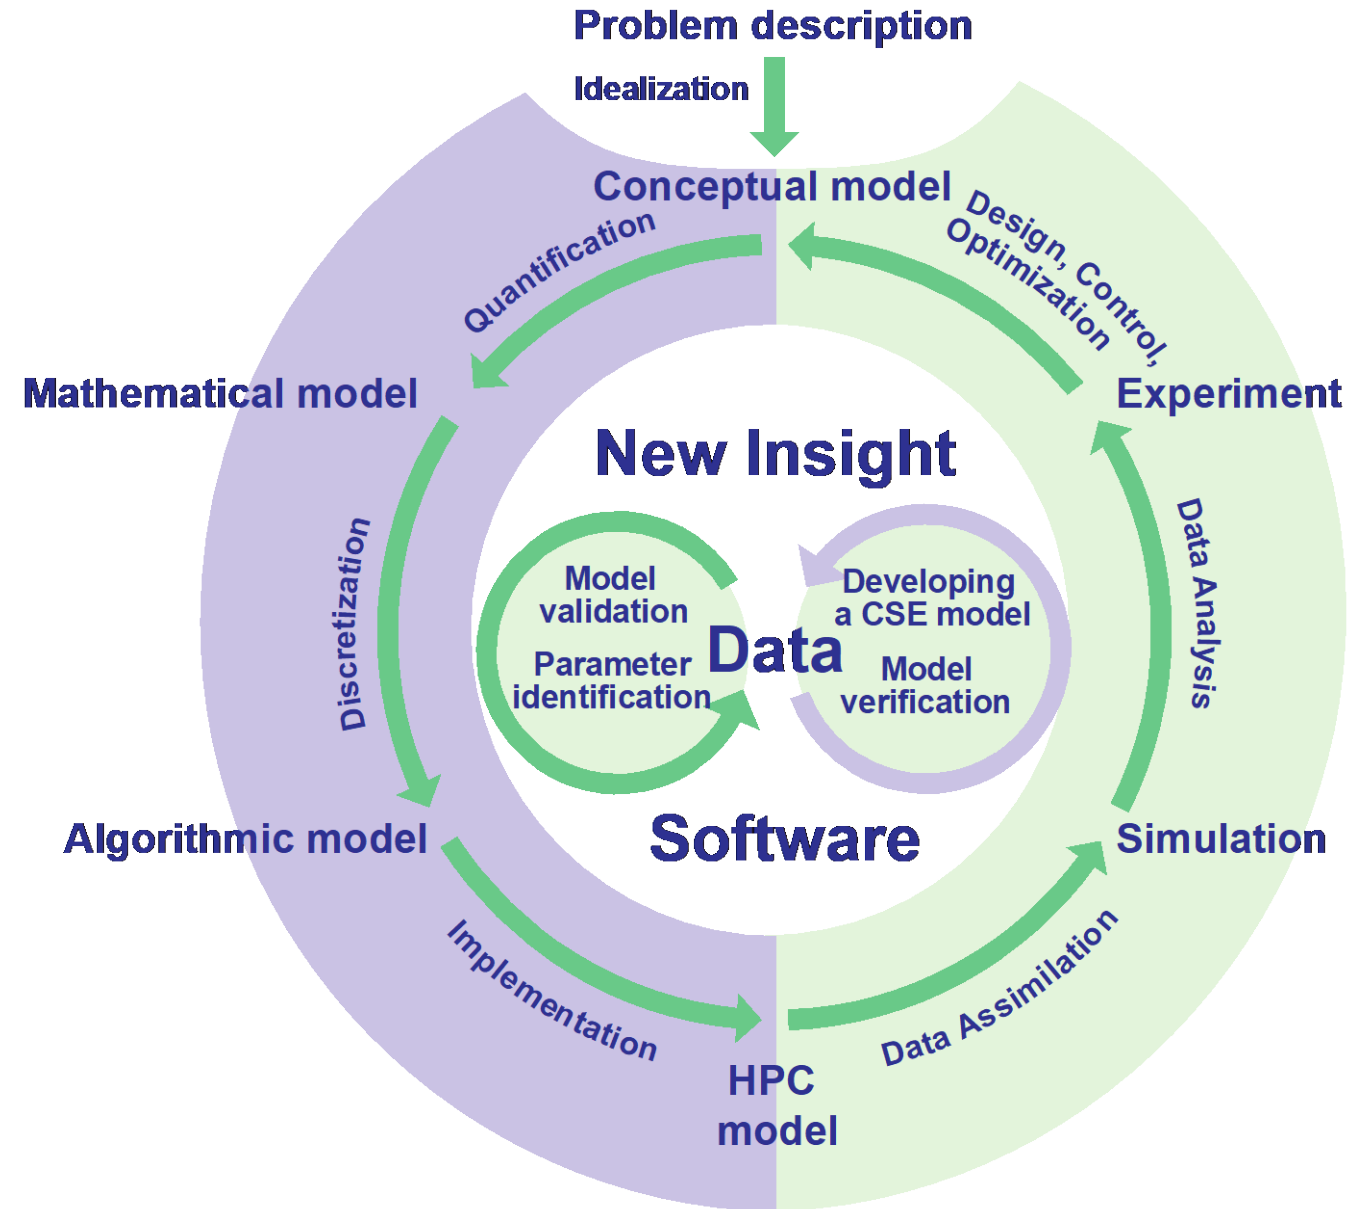 Problem description
Idealization
Conceptual model
Quantification
Design, Control,
Optimization
Mathematical model
Experiment
New Insight
Discretization
Data Analysis
Model
validation
Parameter
identification
Data
Developing
a CSE model
Model
verification
Algorithmic model
Software
Simulation
Implementation
Data Assimilation
HPC
model